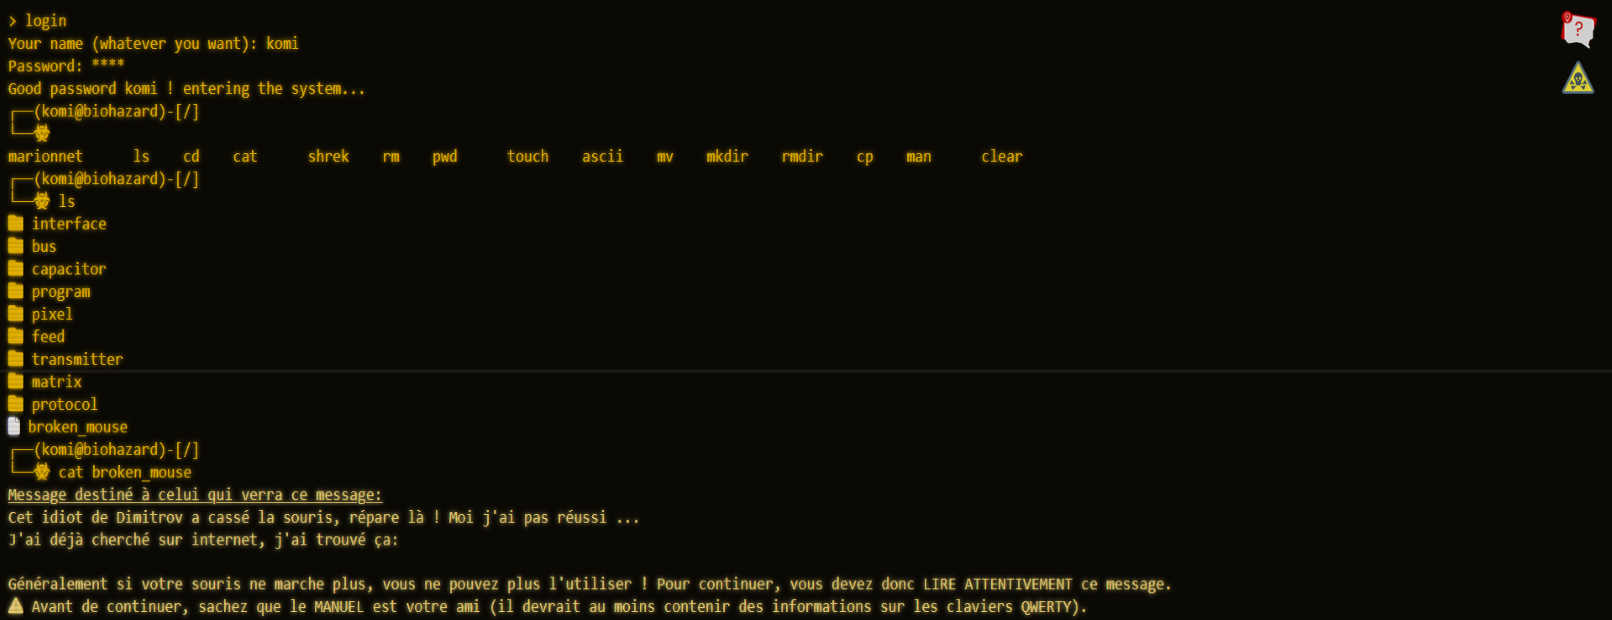 > login
Your name (whatever you want): komi
Password: ****
Good password komi ! entering the system...
┌──(komi@biohazard)-[/]
└──☣
marionnet ls cd cat shrek rm pwd touch ascii mv mkdir rmdir cp man clear
┌──(komi@biohazard)-[/]
└──☣ ls
interface
bus
capacitor
program
pixel
feed
transmitter
matrix
protocol
broken_mouse
┌──(komi@biohazard)-[/]
└──☣ cat broken_mouse
Message destiné à celui qui verra ce message:
Cet idiot de Dimitrov a cassé la souris, répare là ! Moi j'ai pas réussi ...
J'ai déjà cherché sur internet, j'ai trouvé ça:
Généralement si votre souris ne marche plus, vous ne pouvez plus l'utiliser ! Pour continuer, vous devez donc LIRE ATTENTIVEMENT ce message.
⚠ Avant de continuer, sachez que le MANUEL est votre ami (il devrait au moins contenir des informations sur les claviers QWERTY).
?